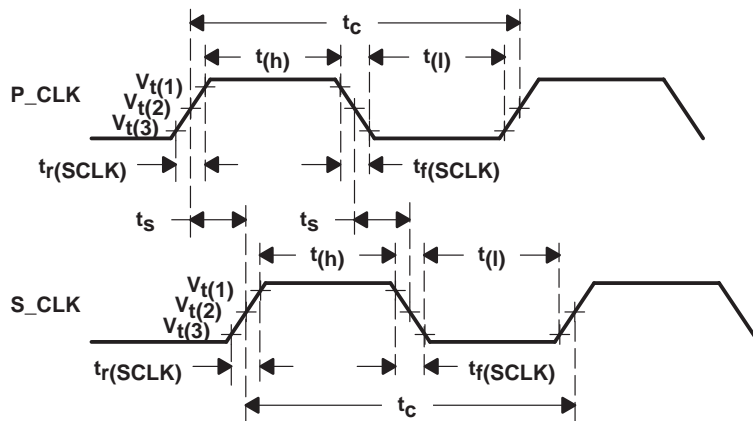 tc
t(h) t(l)
Vt(1)
P_CLK Vt(2)
Vt(3)
tr(SCLK) tf(SCLK)
ts ts
t(h) t(l)
Vt(1)
S_CLK Vt(2)
Vt(3)
tr(SCLK) tf(SCLK)
tc